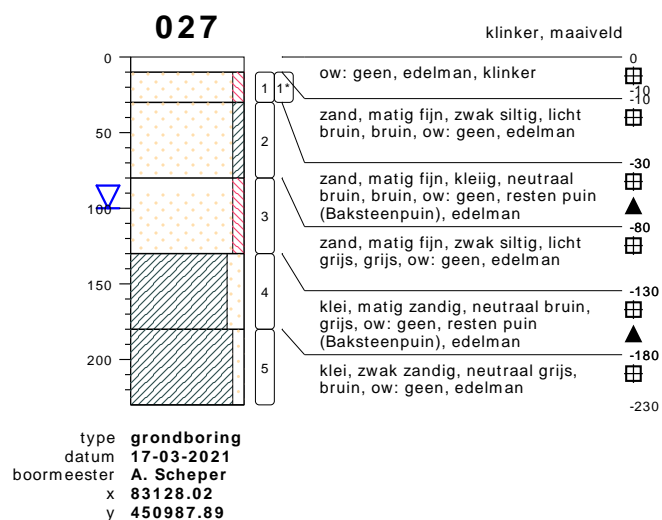 027
klinker, maaiveld
0
50
100
150
200
1
1*
2
3
4
5
0
ow: geen, edelman, klinker
-10
-10
zand, matig fijn, zwak siltig, licht
bruin, bruin, ow: geen, edelman
-30
zand, matig fijn, kleiig, neutraal
bruin, bruin, ow: geen, resten puin
(Baksteenpuin), edelman
-80
zand, matig fijn, zwak siltig, licht
grijs, grijs, ow: geen, edelman
-130
klei, matig zandig, neutraal bruin,
grijs, ow: geen, resten puin
(Baksteenpuin), edelman
-180
klei, zwak zandig, neutraal grijs,
bruin, ow: geen, edelman
-230
type grondboring
datum 17-03-2021
boormeester A. Scheper
x 83128.02
y 450987.89